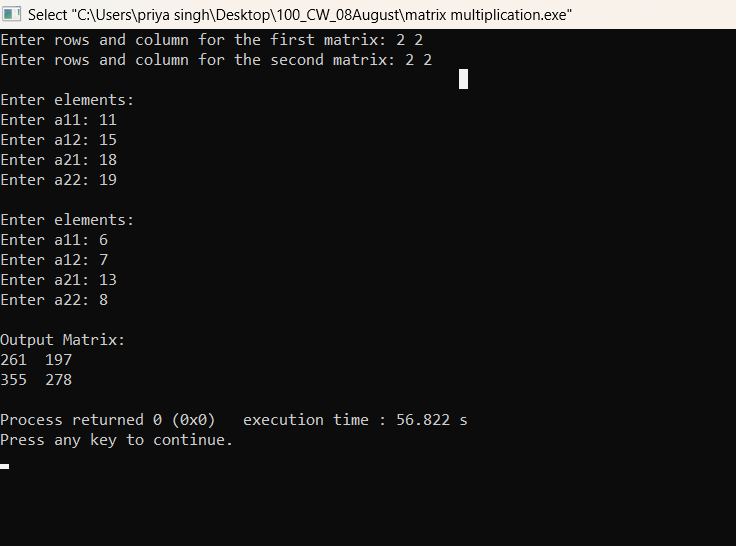 Select "C:\Users\priya singh\Desktop\100_CW_08August\matrix multiplication.exe"
Enter rows and column for the first matrix: 2 2
Enter rows and column for the second matrix: 2 2
Enter elements:
Enter a11: 11
Enter a12: 15
Enter a21: 18
Enter a22: 19
Enter elements:
Enter a11: 6
Enter a12: 7
Enter a21: 13
Enter a22: 8
Output Matrix:
261  197
355  278
Process returned 0 (0x0)   execution time : 56.822 s
Press any key to continue.